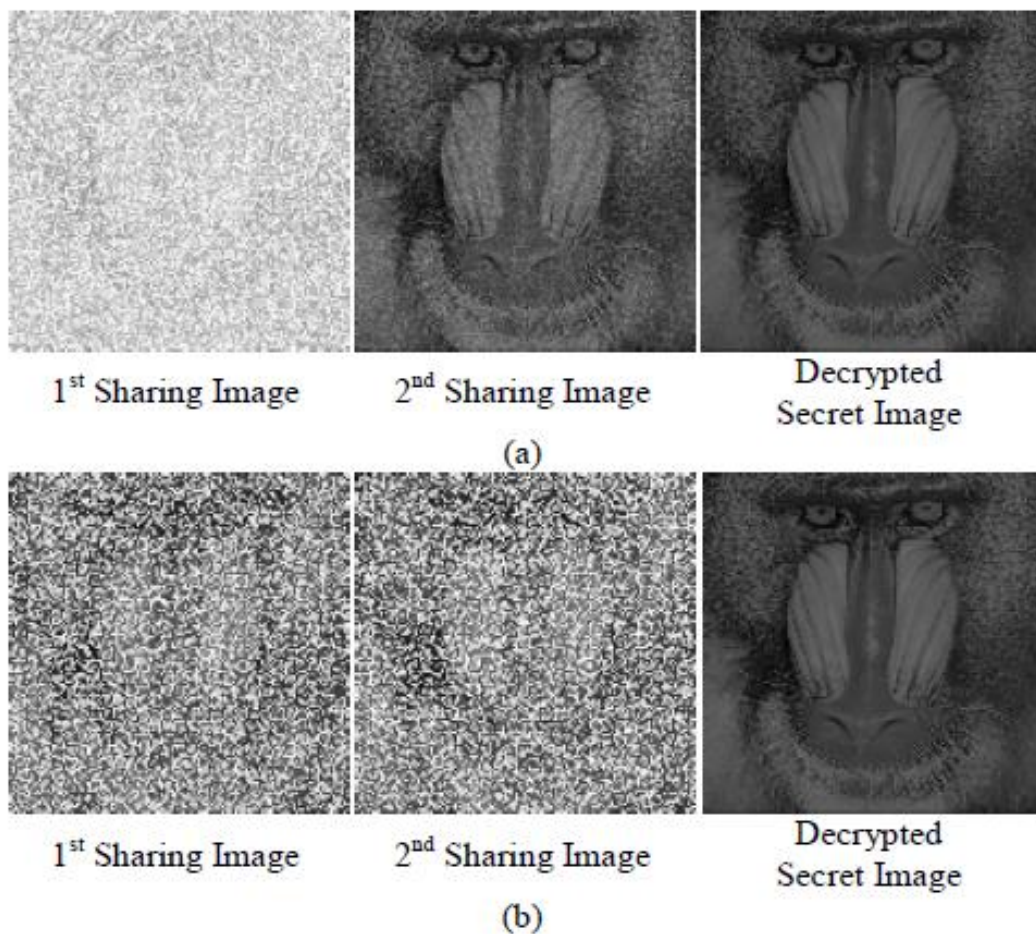 1st Sharing Image
2nd Sharing Image
Decrypted
Secret Image
(a)
1st Sharing Image
2nd Sharing Image
Decrypted
Secret Image
(b)